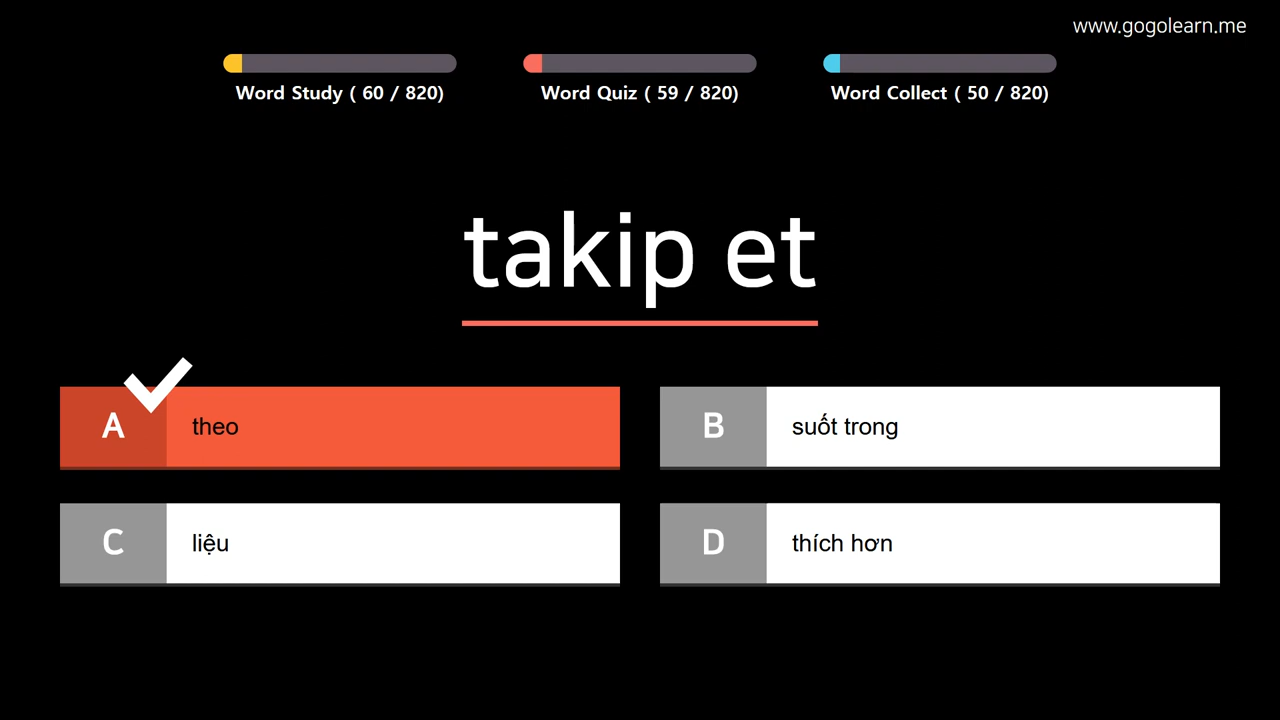 www.gogolearn.me
Word Study ( 60 / 820)
Word Quiz ( 59 / 820)
Word Collect ( 50 / 820)
takip et
A theo
B suốt trong
C liệu
D thích hơn